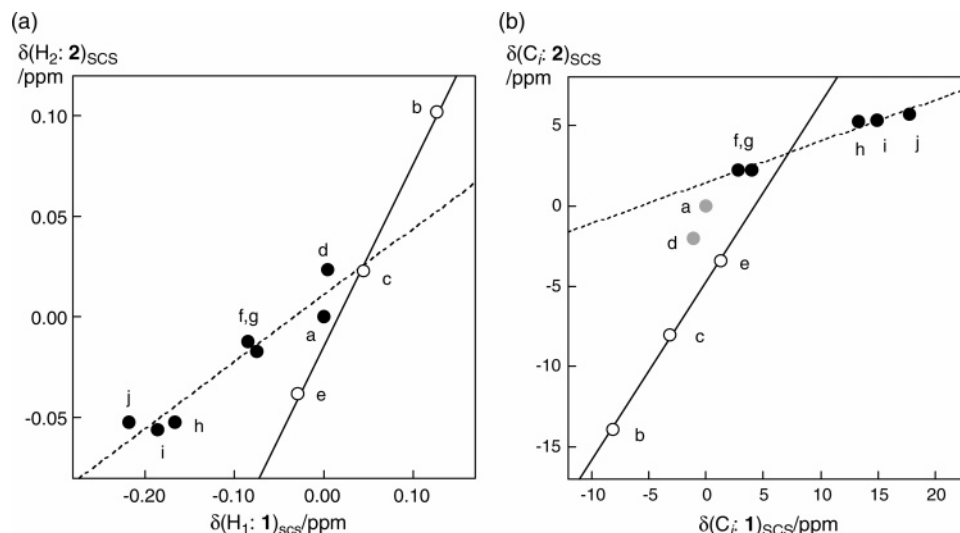 (a)
δ(H₂: 2)SCS
/ppm
0.10
0.05
0.00
-0.05
b
d
c
f,g
a
e
j
h
i
-0.20
-0.10
0.00
0.10
δ(H₁: 1)SCS/ppm
(b)
δ(Cᵢ: 2)SCS
/ppm
5
0
-5
-10
-15
f,g
h
i
j
a
d
e
c
b
-10
-5
0
5
10
15
20
δ(Cᵢ: 1)SCS/ppm